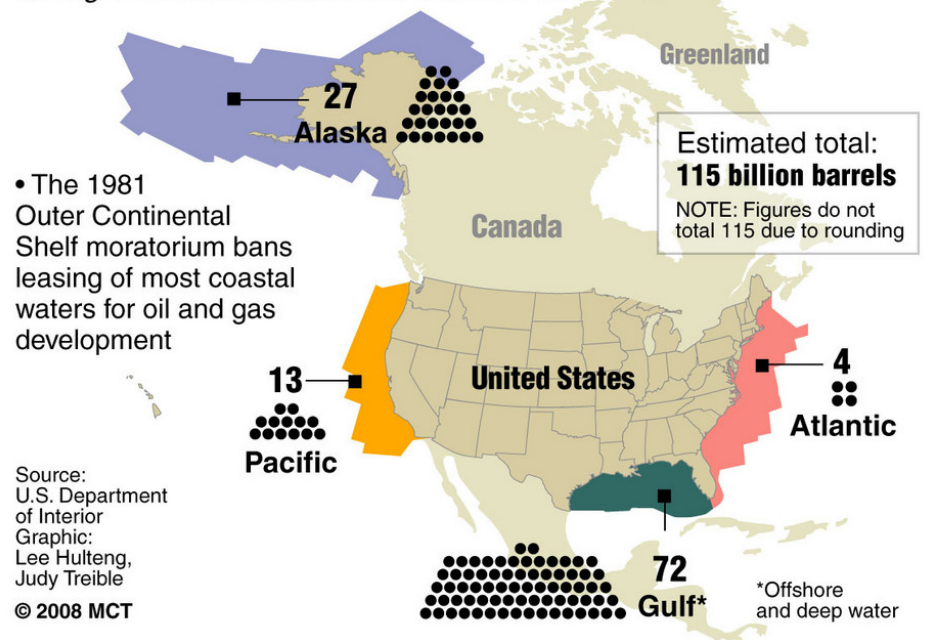 Greenland
27
Alaska
Estimated total:
115 billion barrels
NOTE: Figures do not
total 115 due to rounding
• The 1981
Outer Continental
Shelf moratorium bans
leasing of most coastal
waters for oil and gas
development
Canada
United States
13
Pacific
4
Atlantic
Source:
U.S. Department
of Interior
Graphic:
Lee Hulteng,
Judy Treible
© 2008 MCT
72
Gulf*
*Offshore
and deep water